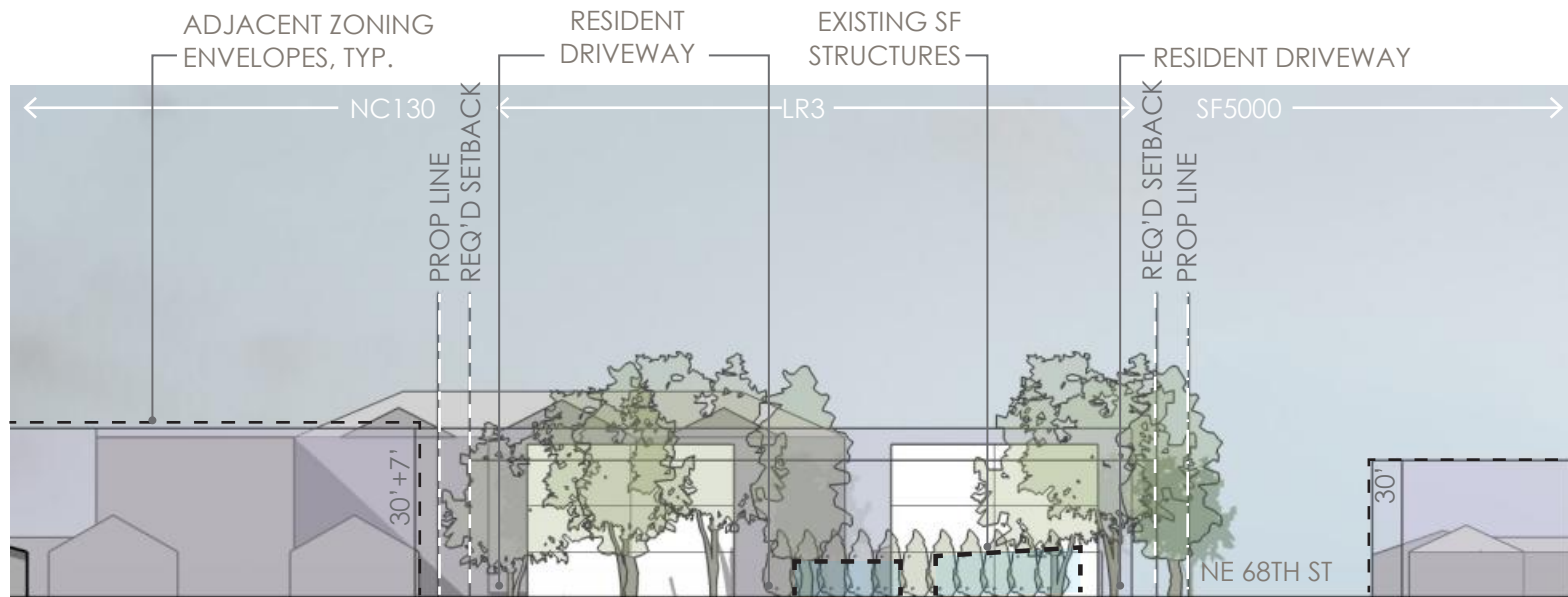 ADJACENT ZONING
ENVELOPES, TYP.
RESIDENT
DRIVEWAY
EXISTING SF
STRUCTURES
RESIDENT DRIVEWAY
NC130
LR3
SF5000
PROP LINE
REQ'D SETBACK
REQ'D SETBACK
PROP LINE
30'+7'
30'
NE 68TH ST